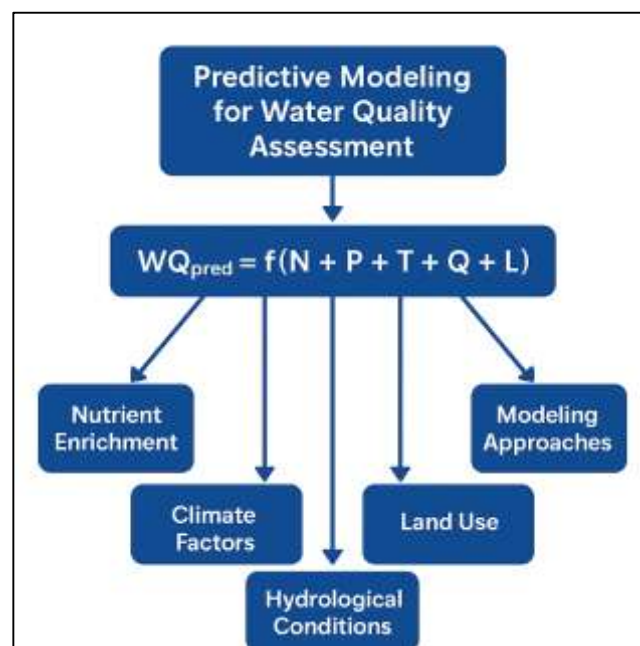 Predictive Modeling
for Water Quality
Assessment
WQpred = f(N + P + T + Q + L)
Nutrient
Enrichment
Modeling
Approaches
Climate
Factors
Land Use
Hydrological
Conditions